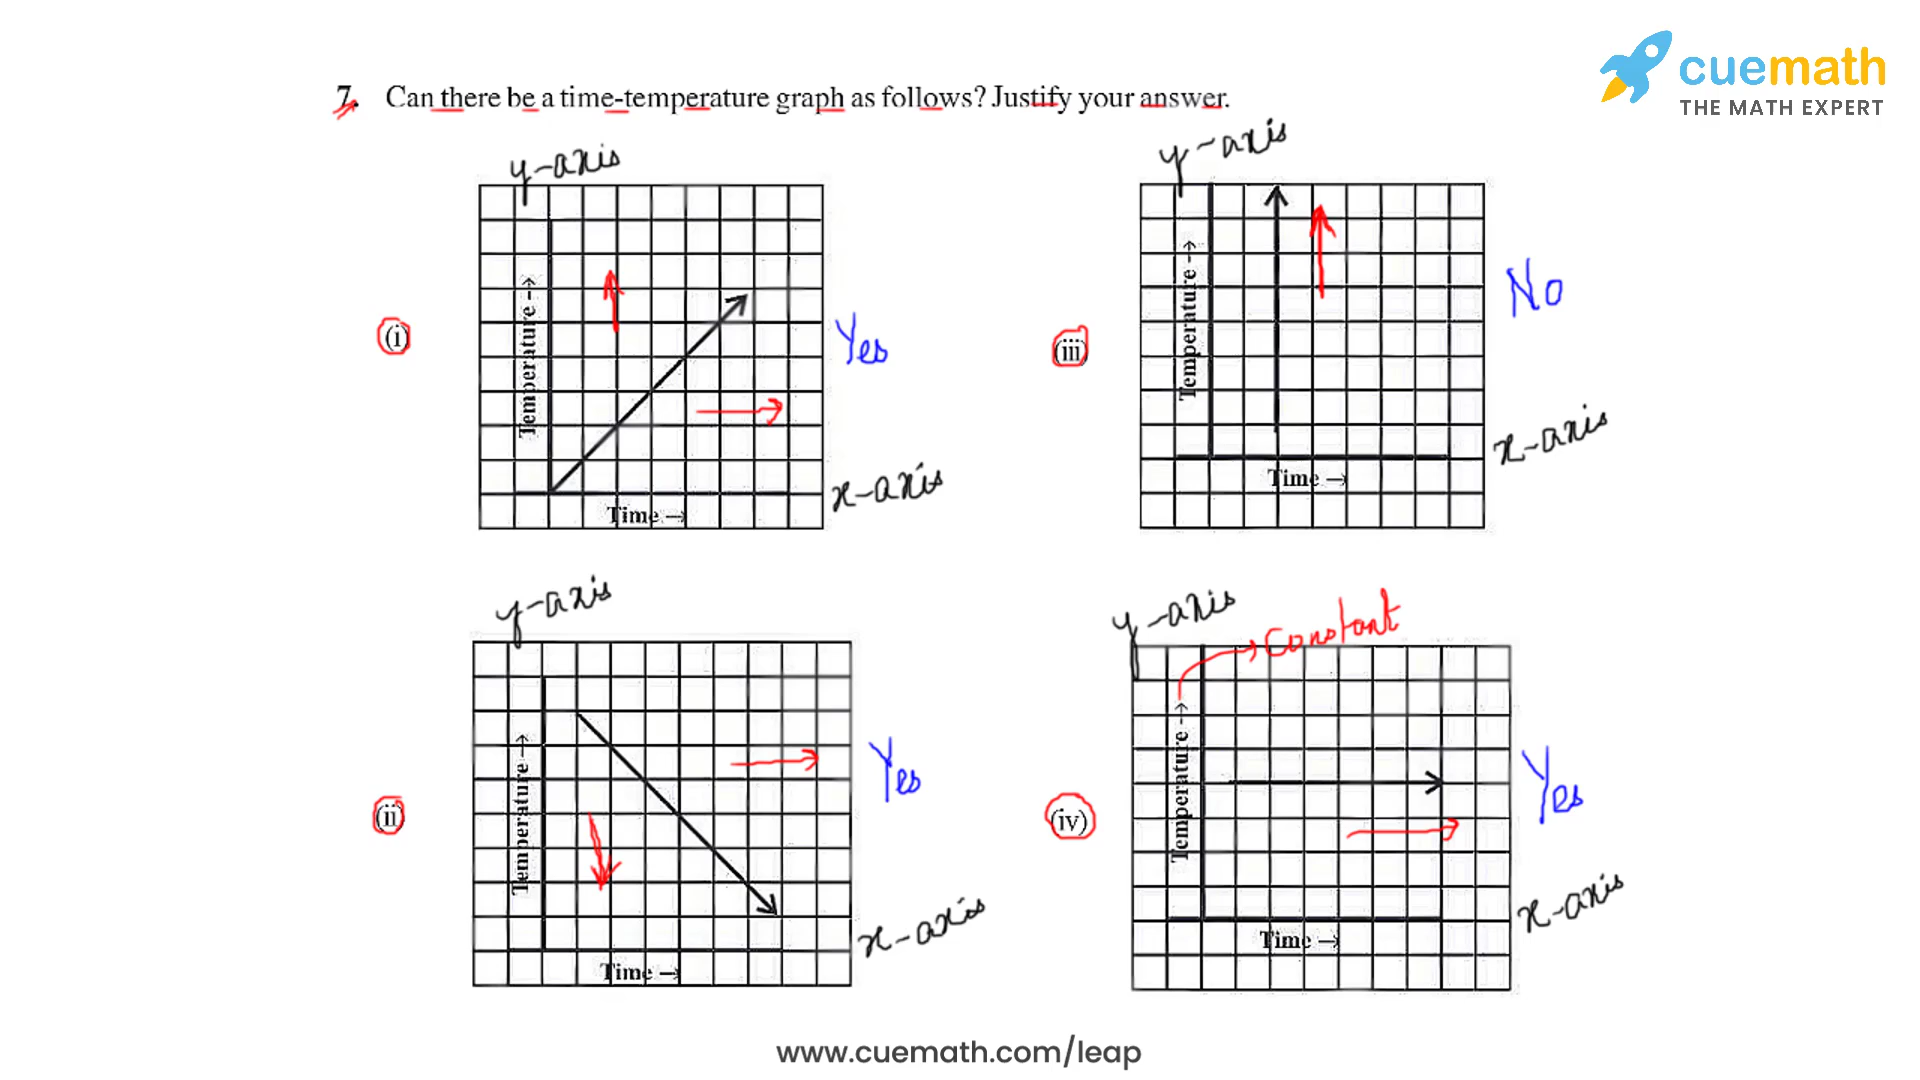 cuemath
THE MATH EXPERT
7. Can there be a time-temperature graph as follows? Justify your answer.
y-axis
(i)
Temperature →
Yes
Time →
x-axis
y-axis
(iii)
Temperature →
No
Time →
x-axis
y-axis
(ii)
Temperature →
Yes
Time →
x-axis
y-axis
→ Constant
(iv)
Temperature →
Yes
Time →
x-axis
www.cuemath.com/leap